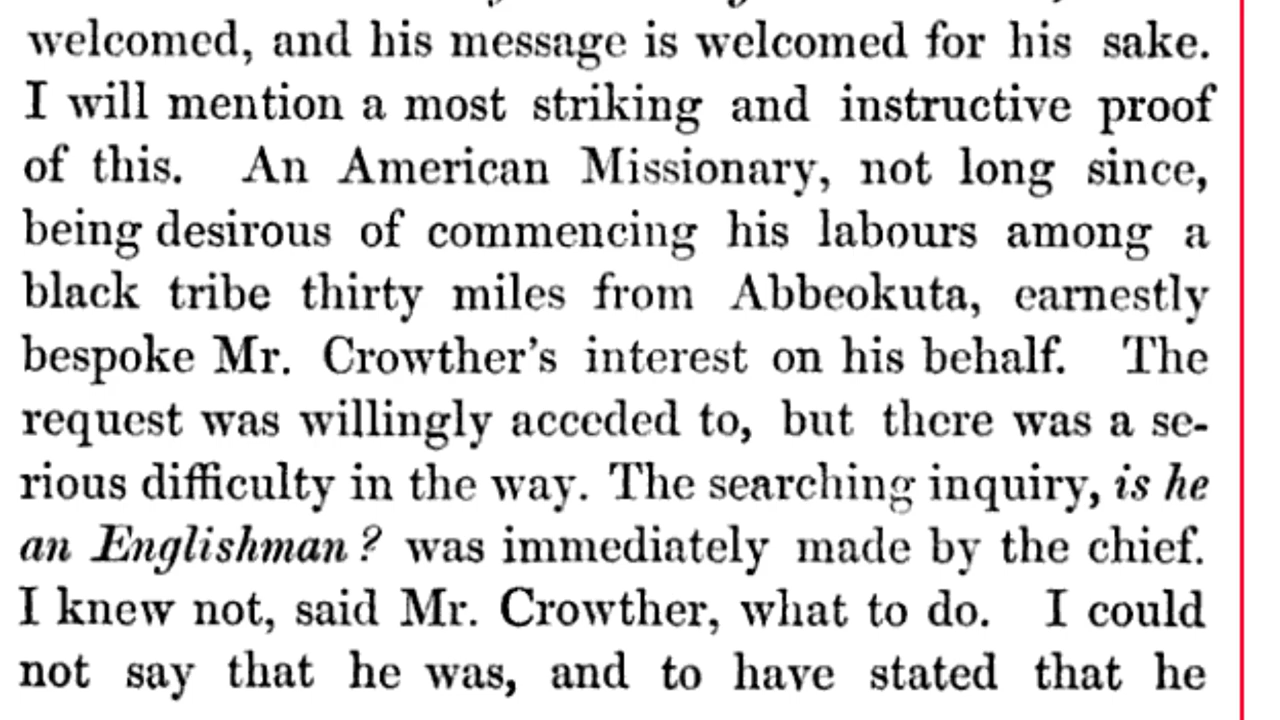 welcomed, and his message is welcomed for his sake.
I will mention a most striking and instructive proof
of this. An American Missionary, not long since,
being desirous of commencing his labours among a
black tribe thirty miles from Abbeokuta, earnestly
bespoke Mr. Crowther's interest on his behalf. The
request was willingly acceded to, but there was a se-
rious difficulty in the way. The searching inquiry, is he
an Englishman? was immediately made by the chief.
I knew not, said Mr. Crowther, what to do. I could
not say that he was, and to have stated that he